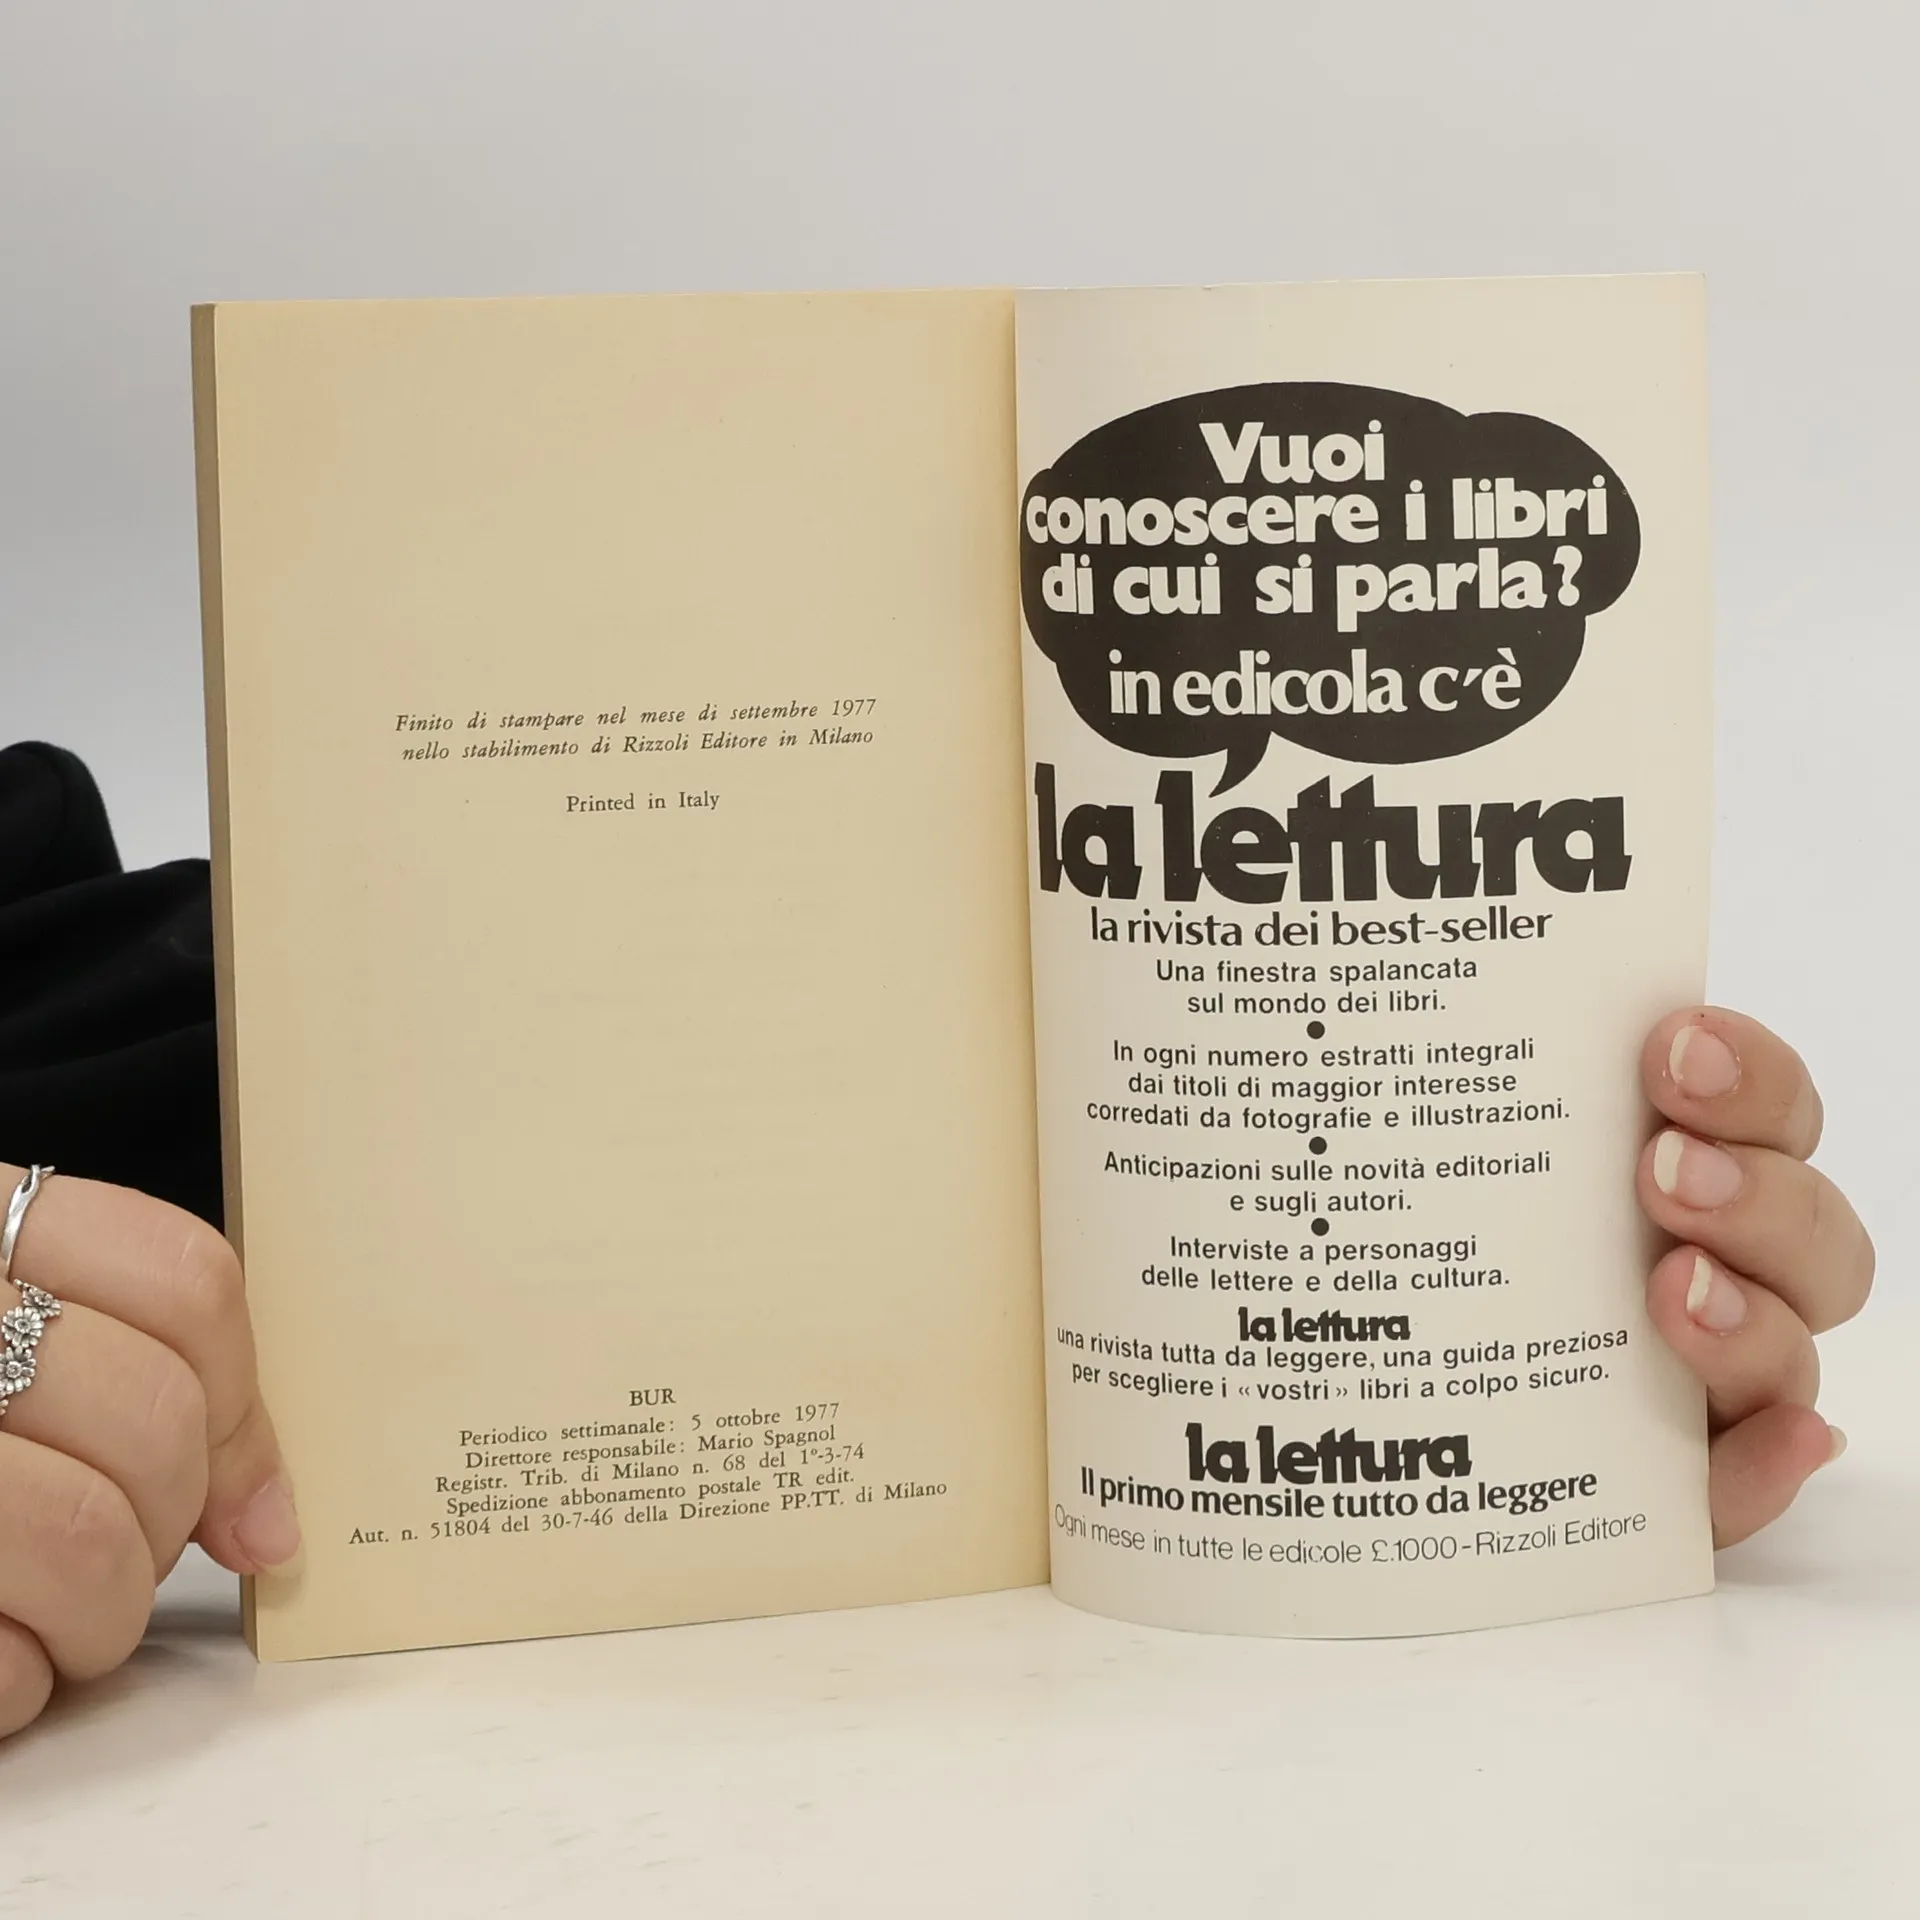 Finito di stampare nel mese di settembre 1977
nello stabilimento di Rizzoli Editore in Milano
Printed in Italy
BUR
Periodico settimanale: 5 ottobre 1977
Direttore responsabile: Mario Spagnol
Registr. Trib. di Milano n. 68 del 1°-3-74
Spedizione abbonamento postale TR edit.
Aut. n. 51804 del 30-7-46 della Direzione PP.TT. di Milano
Vuoi
conoscere i libri
di cui si parla?
in edicola c'è
la lettura
la rivista dei best-seller
Una finestra spalancata
sul mondo dei libri.
●
In ogni numero estratti integrali
dai titoli di maggior interesse
corredati da fotografie e illustrazioni.
●
Anticipazioni sulle novità editoriali
e sugli autori.
●
Interviste a personaggi
delle lettere e della cultura.
la lettura
una rivista tutta da leggere, una guida preziosa
per scegliere i « vostri » libri a colpo sicuro.
la lettura
Il primo mensile tutto da leggere
Ogni mese in tutte le edicole £.1000-Rizzoli Editore